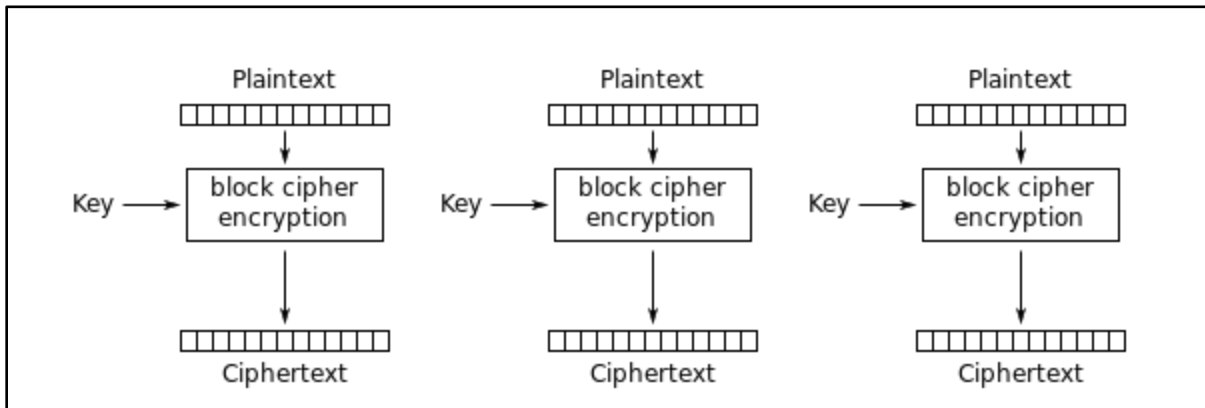 Plaintext Plaintext Plaintext
block cipher block cipher block cipher
Key Key Key
encryption encryption encryption
Ciphertext Ciphertext Ciphertext